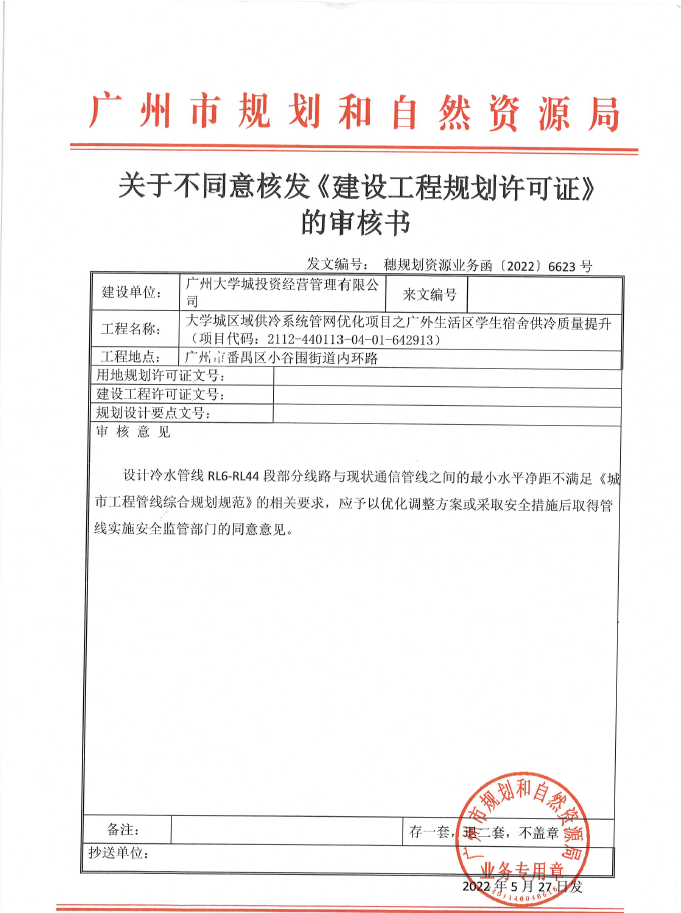 广州市规划和自然资源局
关于不同意核发《建设工程规划许可证》
的审核书
发文编号： 穗规划资源业务函〔2022〕6623 号
建设单位： 广州大学城投资经营管理有限公司 来文编号
工程名称： 大学城区域供冷系统管网优化项目之广外生活区学生宿舍供冷质量提升
（项目代码：2112-440113-04-01-642913）
工程地点： 广州市番禺区小谷围街道内环路
用地规划许可证文号：
建设工程许可证文号：
规划设计要点文号：
审 核 意 见
设计冷水管线 RL6-RL44 段部分线路与现状通信管线之间的最小水平净距不满足《城
市工程管线综合规划规范》的相关要求，应予以优化调整方案或采取安全措施后取得管
线实施安全监管部门的同意意见。
备注： 存一套，退二套，不盖章
抄送单位：
广州市规划和自然资源局
业务专用章
2022 年 5 月 27 日发